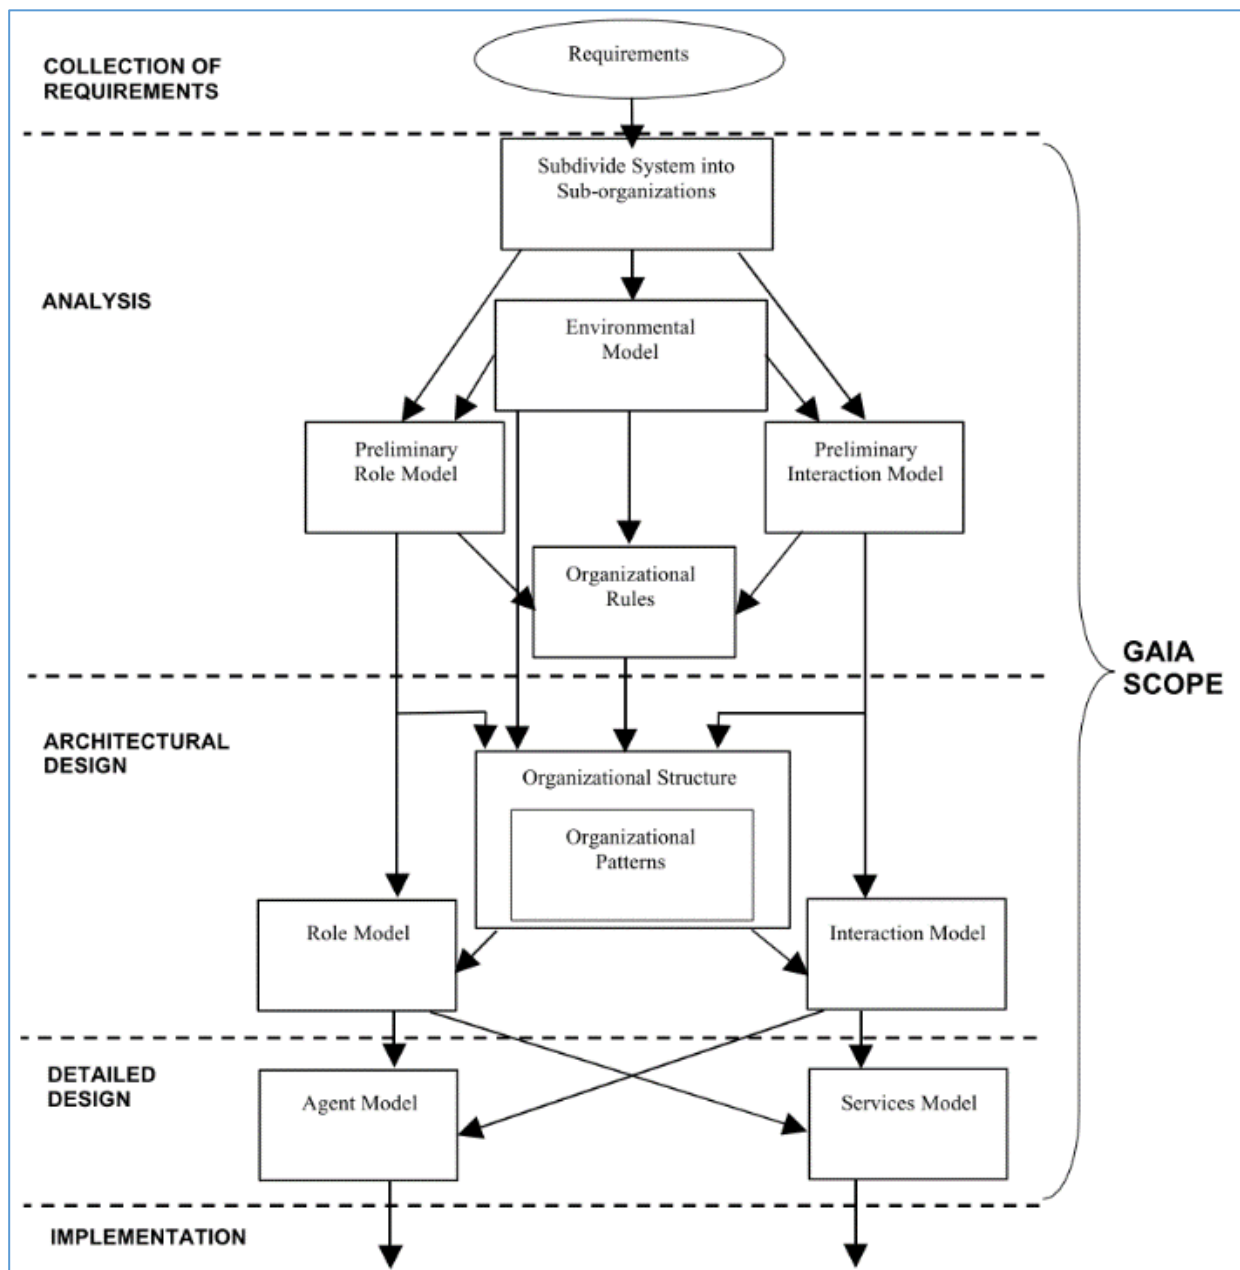 COLLECTION OF
REQUIREMENTS
Requirements
Subdivide System into
Sub-organizations
ANALYSIS
Environmental
Model
Preliminary
Role Model
Preliminary
Interaction Model
Organizational
Rules
GAIA
SCOPE
ARCHITECTURAL
DESIGN
Organizational Structure
Organizational
Patterns
Role Model
Interaction Model
DETAILED
DESIGN
Agent Model
Services Model
IMPLEMENTATION